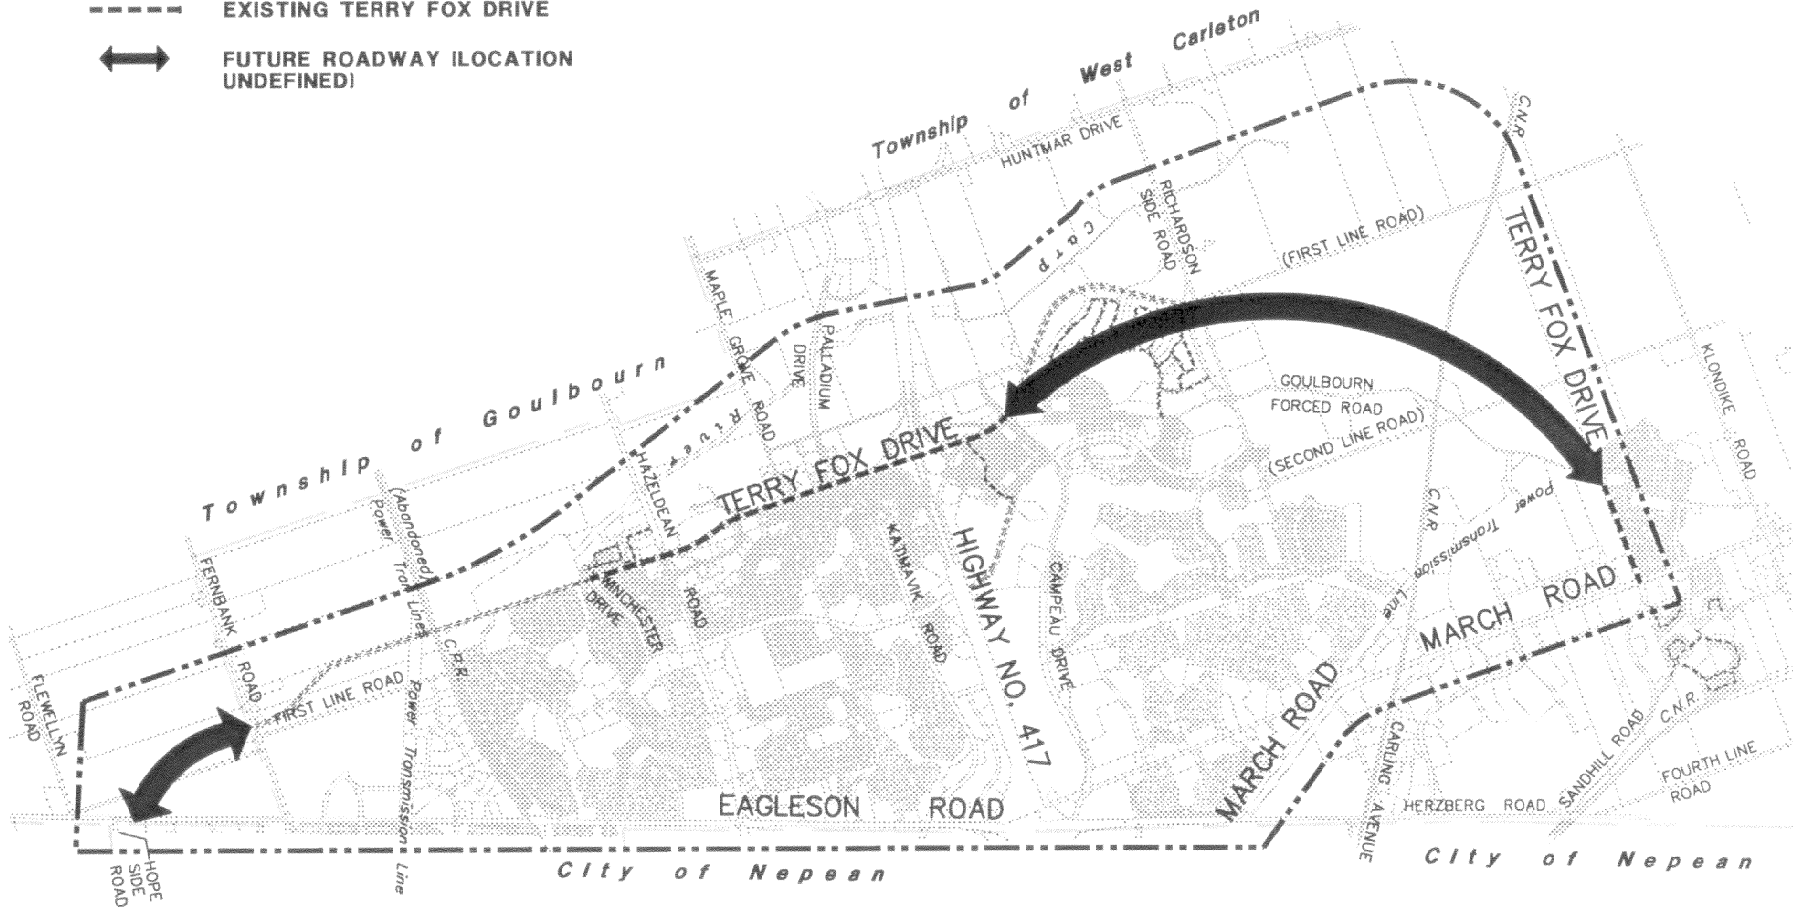 EXISTING TERRY FOX DRIVE
FUTURE ROADWAY (LOCATION
UNDEFINED)
Township of West Carleton
C.N.R.
HUNTMAR DRIVE
RICHARDSON
SIDE ROAD
Carp
(FIRST LINE ROAD)
TERRY FOX DRIVE
MAPLE GROVE ROAD
PALLADIUM
DRIVE
Township of Goulbourn
River
KLONDIKE ROAD
GOULBOURN
FORCED ROAD
(SECOND LINE ROAD)
TERRY FOX DRIVE
HAZELDEAN
ROAD
(Abandoned)
Power Tran. Lines
Power Transmission Line
C.N.R.
KATIMAVIK ROAD
HIGHWAY NO. 417
CAMPEAU DRIVE
FERNBANK ROAD
WINCHESTER
DRIVE
MARCH ROAD
C.P.R.
FLEWELLYN
ROAD
FIRST LINE ROAD
Power Transmission Line
MARCH ROAD
CARLING AVENUE
SANDHILL ROAD
C.N.R.
FOURTH LINE
ROAD
EAGLESON ROAD
HERZBERG ROAD
HOPE
SIDE
ROAD
City of Nepean
City of Nepean